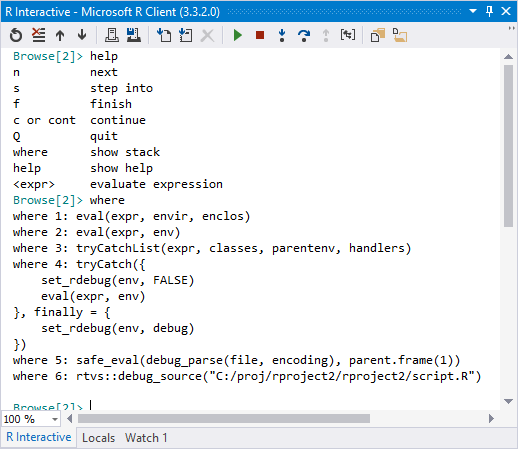 R Interactive - Microsoft R Client (3.3.2.0)
Browse[2]> help
n next
s step into
f finish
c or cont continue
Q quit
where show stack
help show help
<expr> evaluate expression
Browse[2]> where
where 1: eval(expr, envir, enclos)
where 2: eval(expr, env)
where 3: tryCatchList(expr, classes, parentenv, handlers)
where 4: tryCatch({
    set_rdebug(env, FALSE)
    eval(expr, env)
}, finally = {
    set_rdebug(env, debug)
})
where 5: safe_eval(debug_parse(file, encoding), parent.frame(1))
where 6: rtvs::debug_source("C:/proj/rproject2/rproject2/script.R")
Browse[2]>
100 %
R Interactive Locals Watch 1